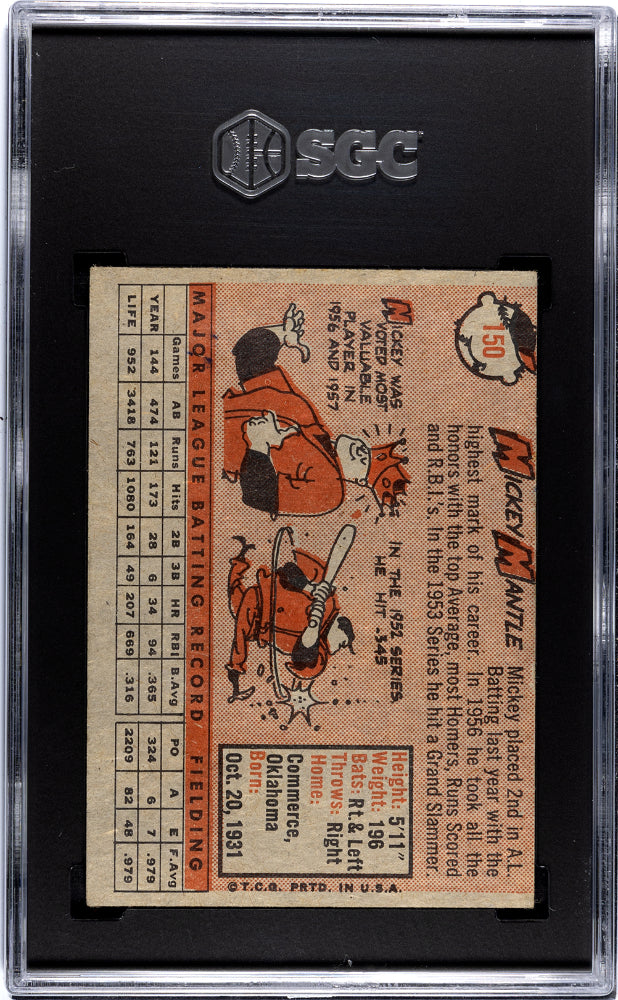 SGC
150
MICKEY MANTLE
Mickey placed 2nd in A.L.
Batting last year with the
highest mark of his career. In 1956 he took all the
honors with the top Average, most Homers, Runs Scored
and R.B.I.'s. In the 1953 Series he hit a Grand Slammer.
MICKEY WAS
VOTED MOST
VALUABLE
PLAYER IN
1956 AND 1957
IN THE 1952 SERIES
HE HIT .345
Height: 5'11"
Weight: 196
Bats: Rt. & Left
Throws: Right
Home:
Commerce,
Oklahoma
Born:
Oct. 20, 1931
MAJOR LEAGUE BATTING RECORD FIELDING
Games AB Runs Hits 2B 3B HR RBI B.Avg PO A E F.Avg
YEAR 144 474 121 173 28 6 34 94 .365 324 6 7 .979
LIFE 952 3418 763 1080 164 49 207 669 .316 2209 82 48 .979
©T.C.G. PRTD. IN U.S.A.